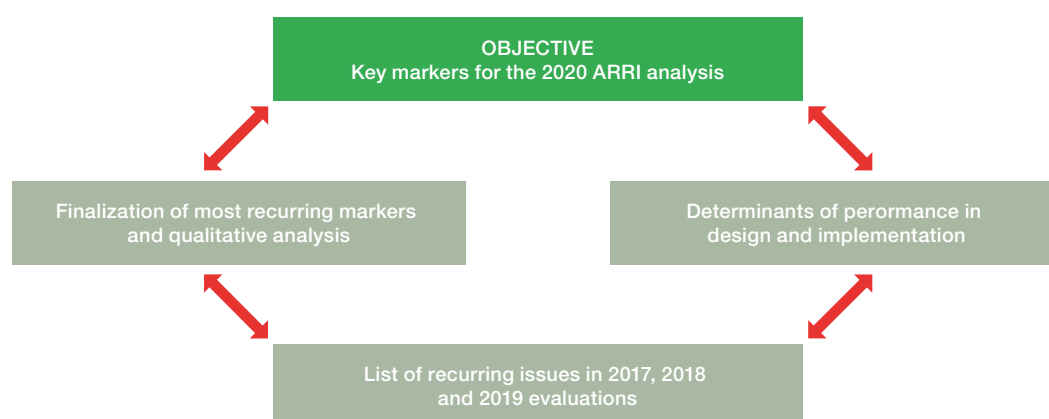 OBJECTIVE
Key markers for the 2020 ARRI analysis
Finalization of most recurring markers
and qualitative analysis
Determinants of perormance in
design and implementation
List of recurring issues in 2017, 2018
and 2019 evaluations